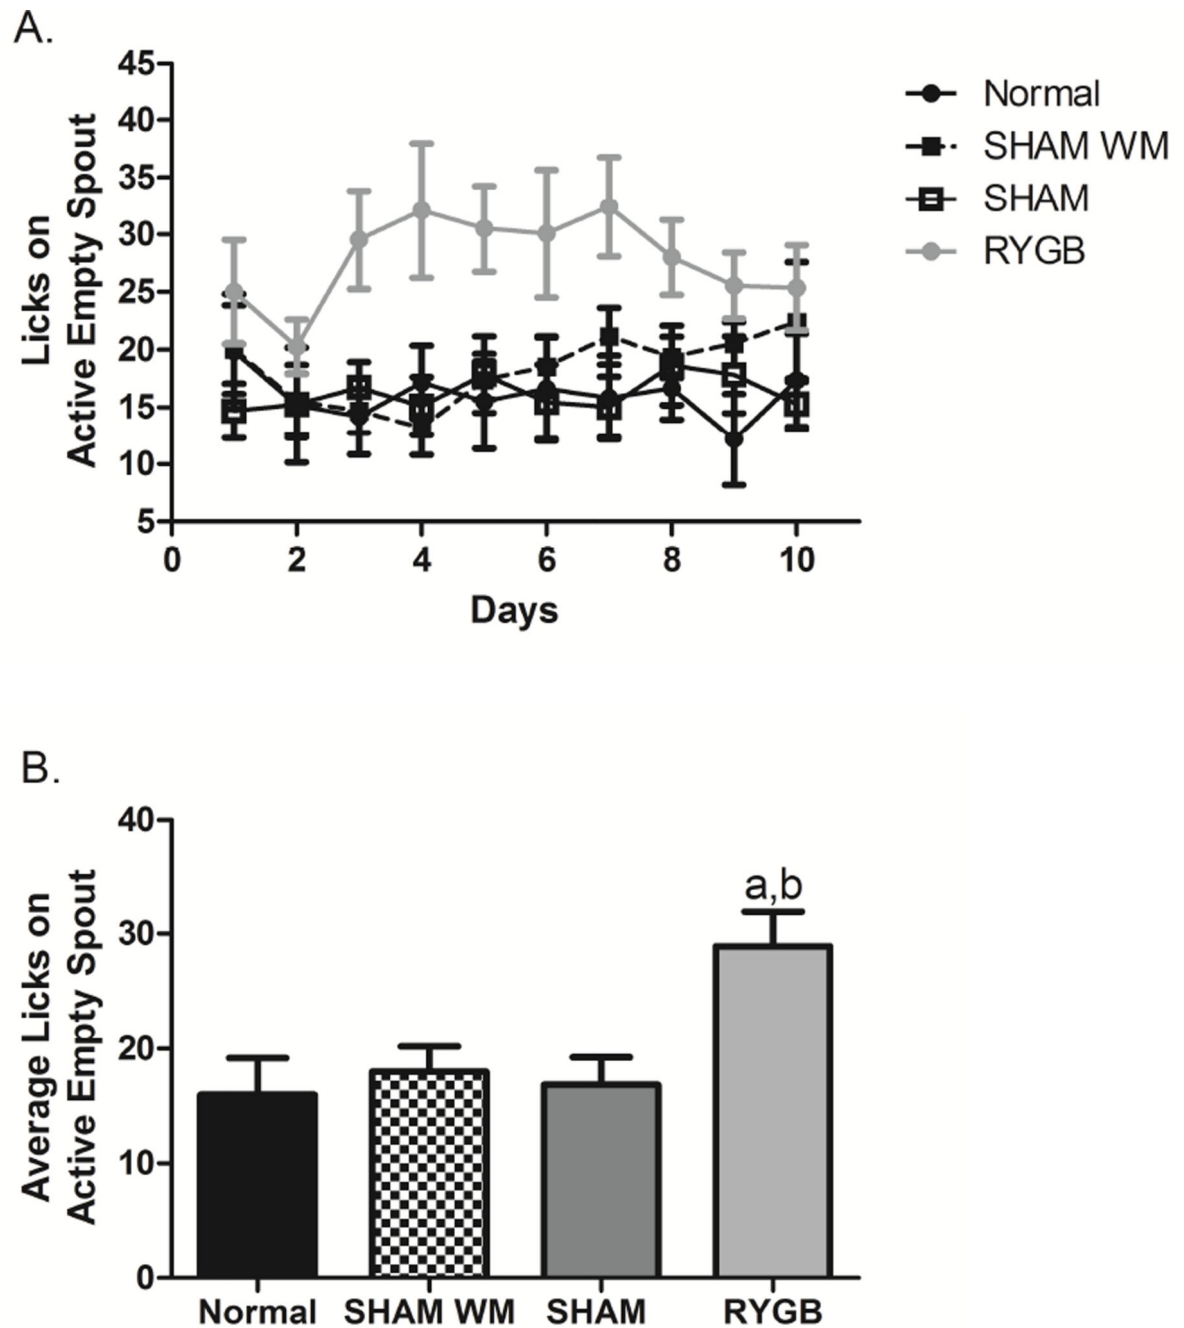 A.
Licks on
Active Empty Spout
45
40
35
30
25
20
15
10
5
0 2 4 6 8 10
Days
Normal
SHAM WM
SHAM
RYGB
B.
Average Licks on
Active Empty Spout
40
30
20
10
0
a,b
Normal SHAM WM SHAM RYGB